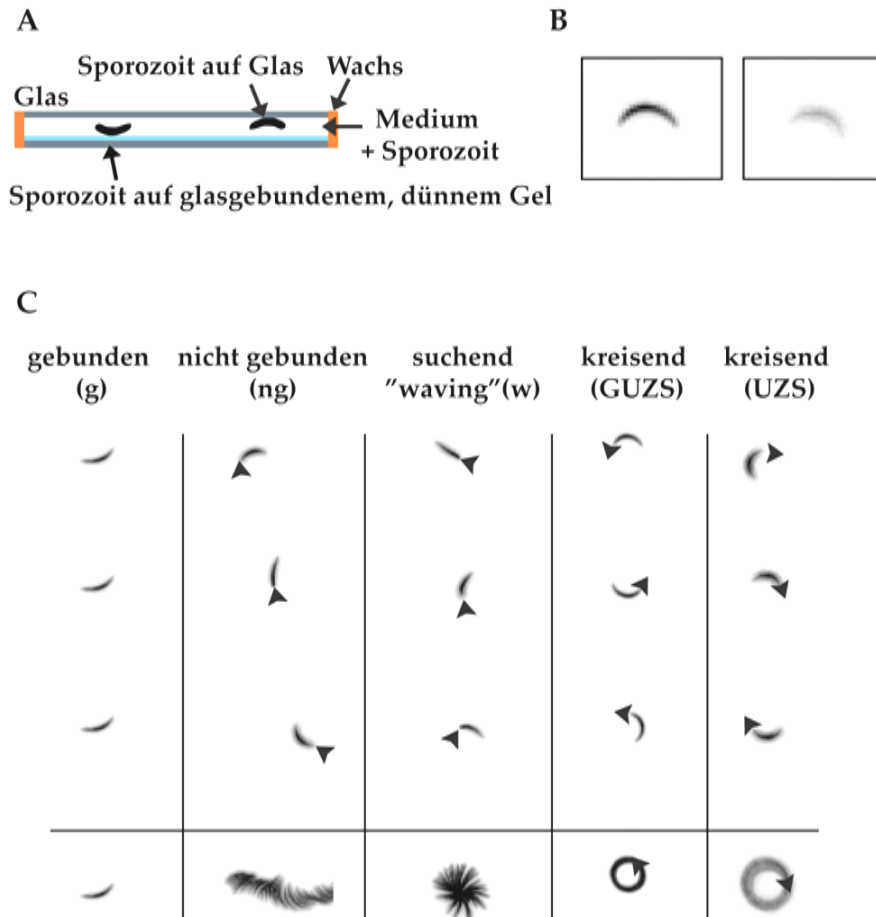 A
B
Sporozoit auf Glas Wachs
Glas
Medium
+ Sporozoit
Sporozoit auf glasgebundenem, dünnem Gel
C
gebunden nicht gebunden suchend kreisend kreisend
(g) (ng) "waving"(w) (GUZS) (UZS)